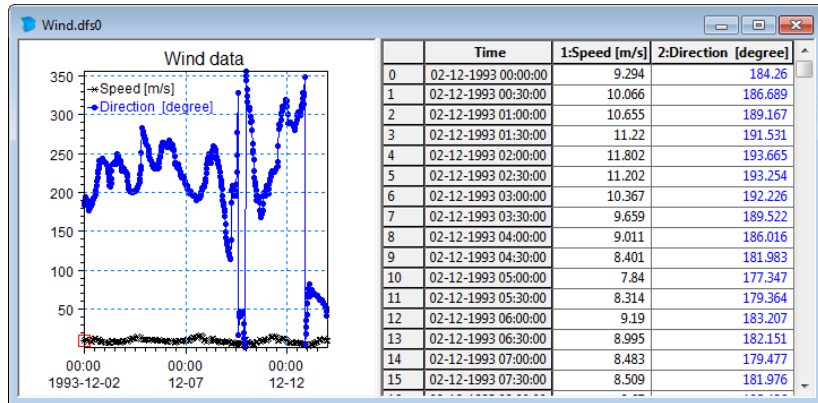 Wind.dfs0
Wind data
350
300
250
200
150
100
50
Speed [m/s]
Direction [degree]
00:00 00:00 00:00
1993-12-02 12-07 12-12
Time 1:Speed [m/s] 2:Direction [degree]
0 02-12-1993 00:00:00 9.294 184.26
1 02-12-1993 00:30:00 10.066 186.689
2 02-12-1993 01:00:00 10.655 189.167
3 02-12-1993 01:30:00 11.22 191.531
4 02-12-1993 02:00:00 11.802 193.665
5 02-12-1993 02:30:00 11.202 193.254
6 02-12-1993 03:00:00 10.367 192.226
7 02-12-1993 03:30:00 9.659 189.522
8 02-12-1993 04:00:00 9.011 186.016
9 02-12-1993 04:30:00 8.401 181.983
10 02-12-1993 05:00:00 7.84 177.347
11 02-12-1993 05:30:00 8.314 179.364
12 02-12-1993 06:00:00 9.19 183.207
13 02-12-1993 06:30:00 8.995 182.151
14 02-12-1993 07:00:00 8.483 179.477
15 02-12-1993 07:30:00 8.509 181.976